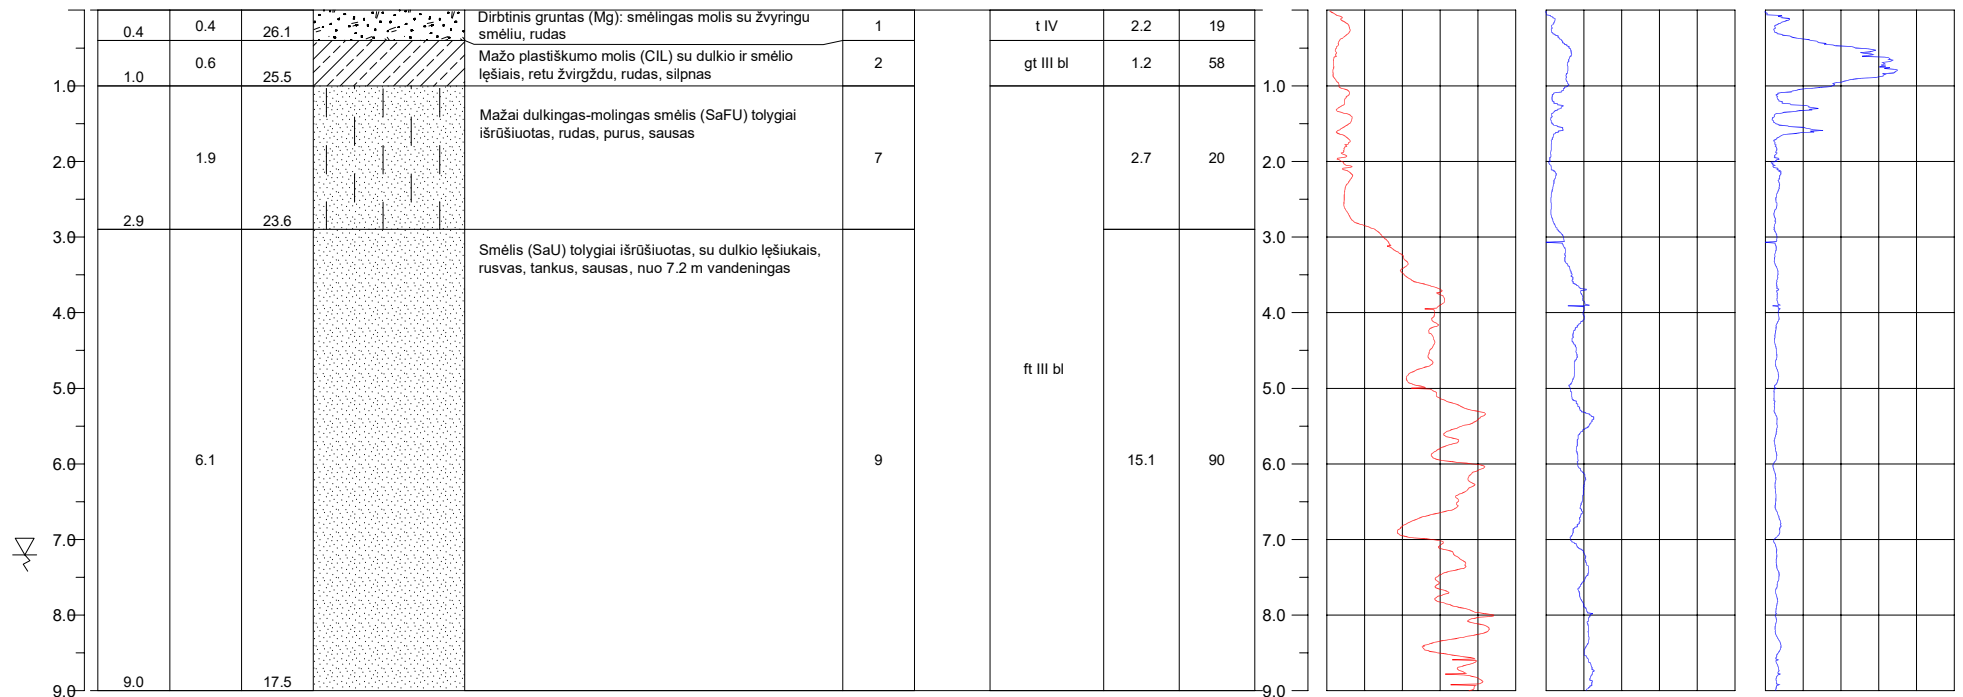 Dirbtinis gruntas (Mg): smėlingas molis su žvyringu
smėliu, rudas
0.4 0.4 26.1 1 t IV 2.2 19
Mažo plastiškumo molis (CIL) su dulkio ir smėlio
lęšiais, retu žvirgždu, rudas, silpnas
1.0 0.6 25.5 2 gt III bl 1.2 58
1.0 1.0
Mažai dulkingas-molingas smėlis (SaFU) tolygiai
išrūšiuotas, rudas, purus, sausas
2.0 1.9 7 2.7 20 2.0
2.9 23.6
3.0 3.0
Smėlis (SaU) tolygiai išrūšiuotas, su dulkio lęšiukais,
rusvas, tankus, sausas, nuo 7.2 m vandeningas
4.0 4.0
ft III bl
5.0 5.0
6.0 6.1 9 15.1 90 6.0
7.0 7.0
8.0 8.0
9.0 17.5
9.0 9.0